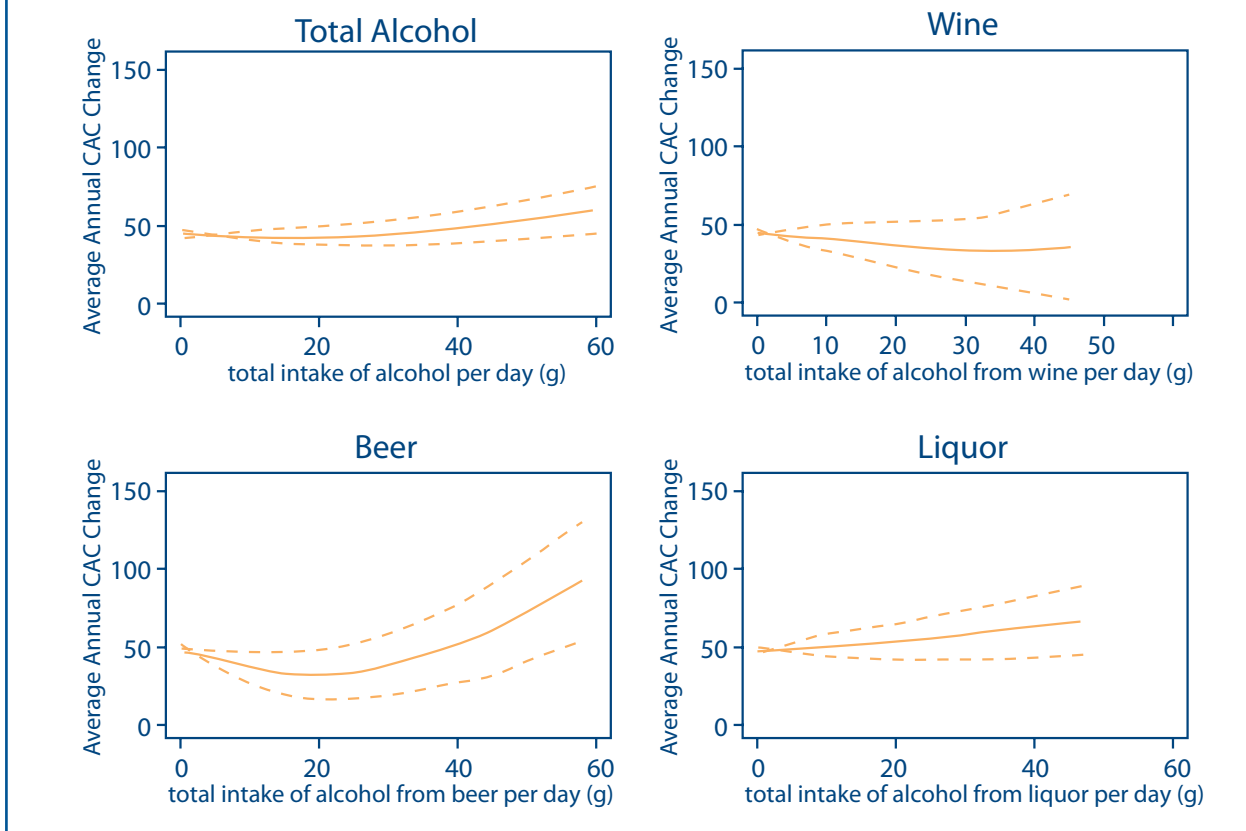 Total Alcohol
Average Annual CAC Change
150
100
50
0
0 20 40 60
total intake of alcohol per day (g)
Wine
Average Annual CAC Change
150
100
50
0
0 10 20 30 40 50
total intake of alcohol from wine per day (g)
Beer
Average Annual CAC Change
150
100
50
0
0 20 40 60
total intake of alcohol from beer per day (g)
Liquor
Average Annual CAC Change
150
100
50
0
0 20 40 60
total intake of alcohol from liquor per day (g)